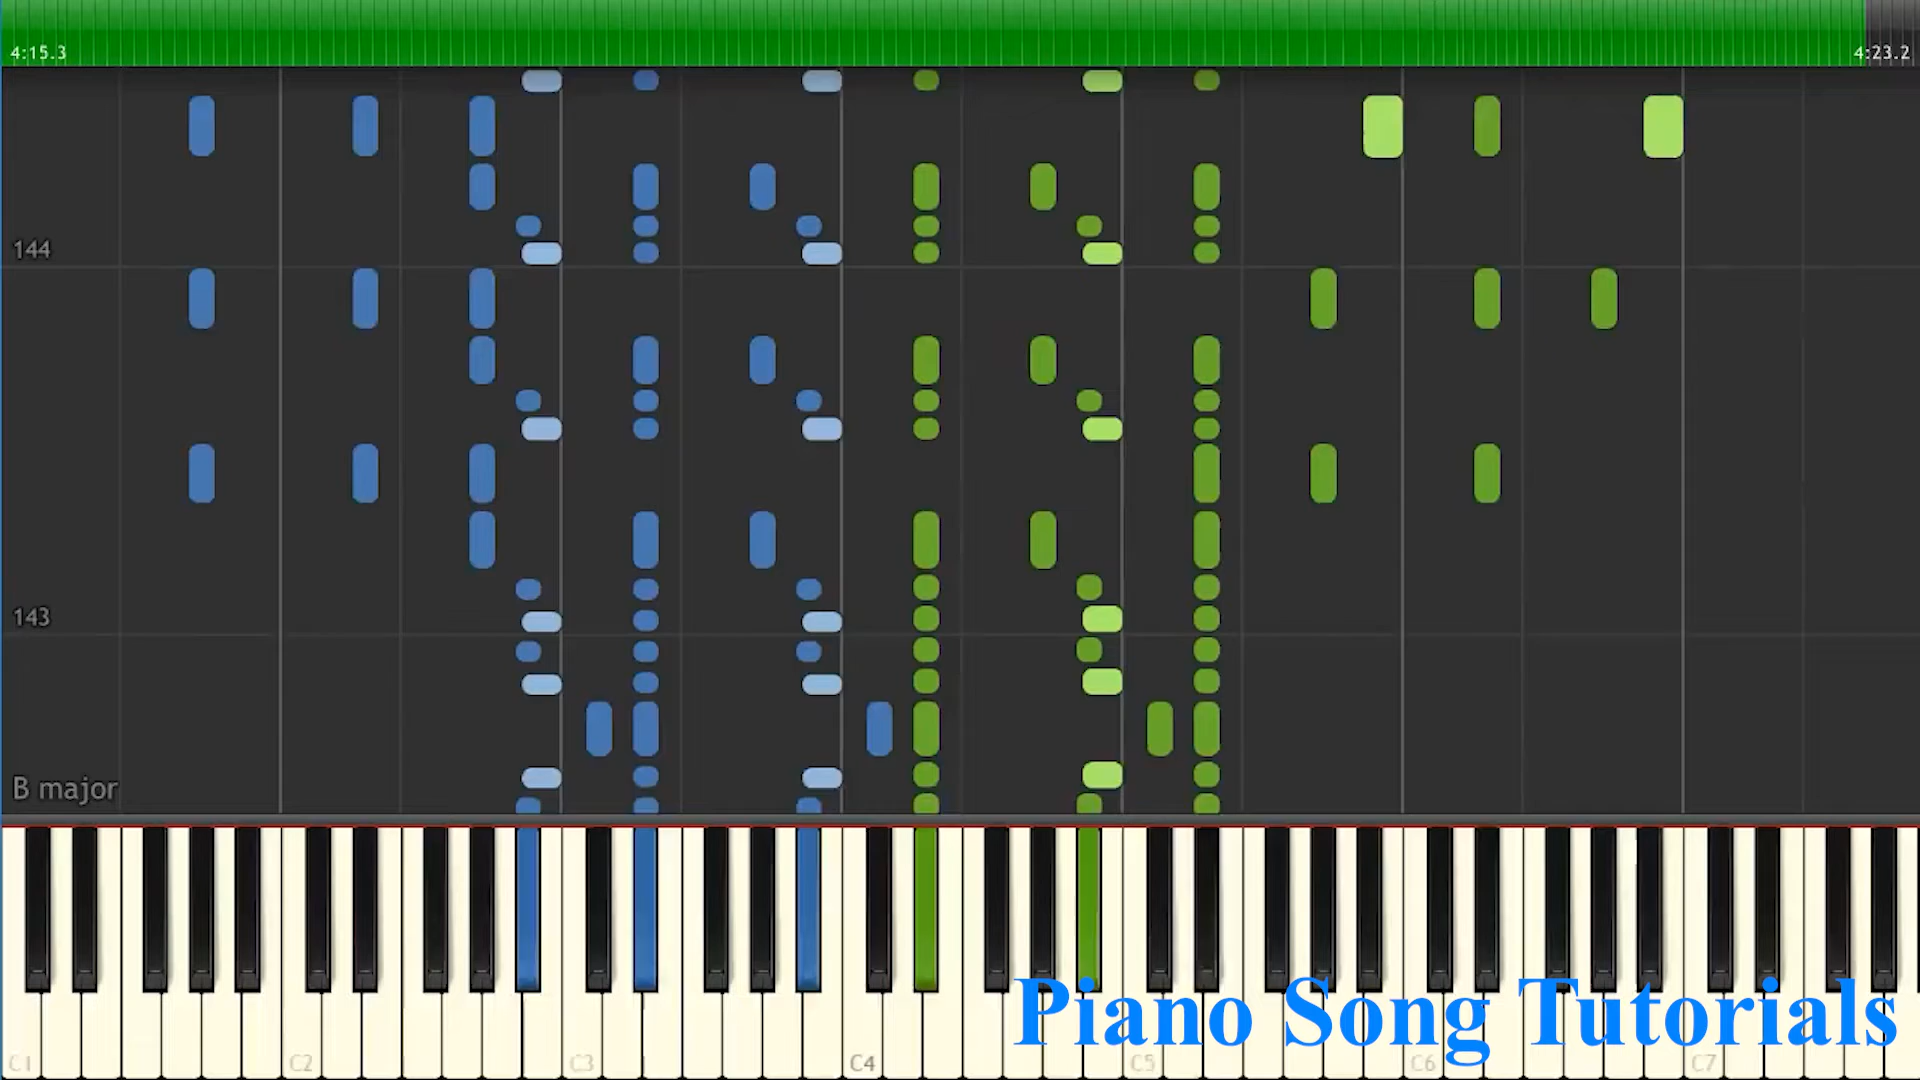 4:15.3
4:23.2
144
143
B major
Piano Song Tutorials
C1
C2
C3
C4
C5
C6
C7